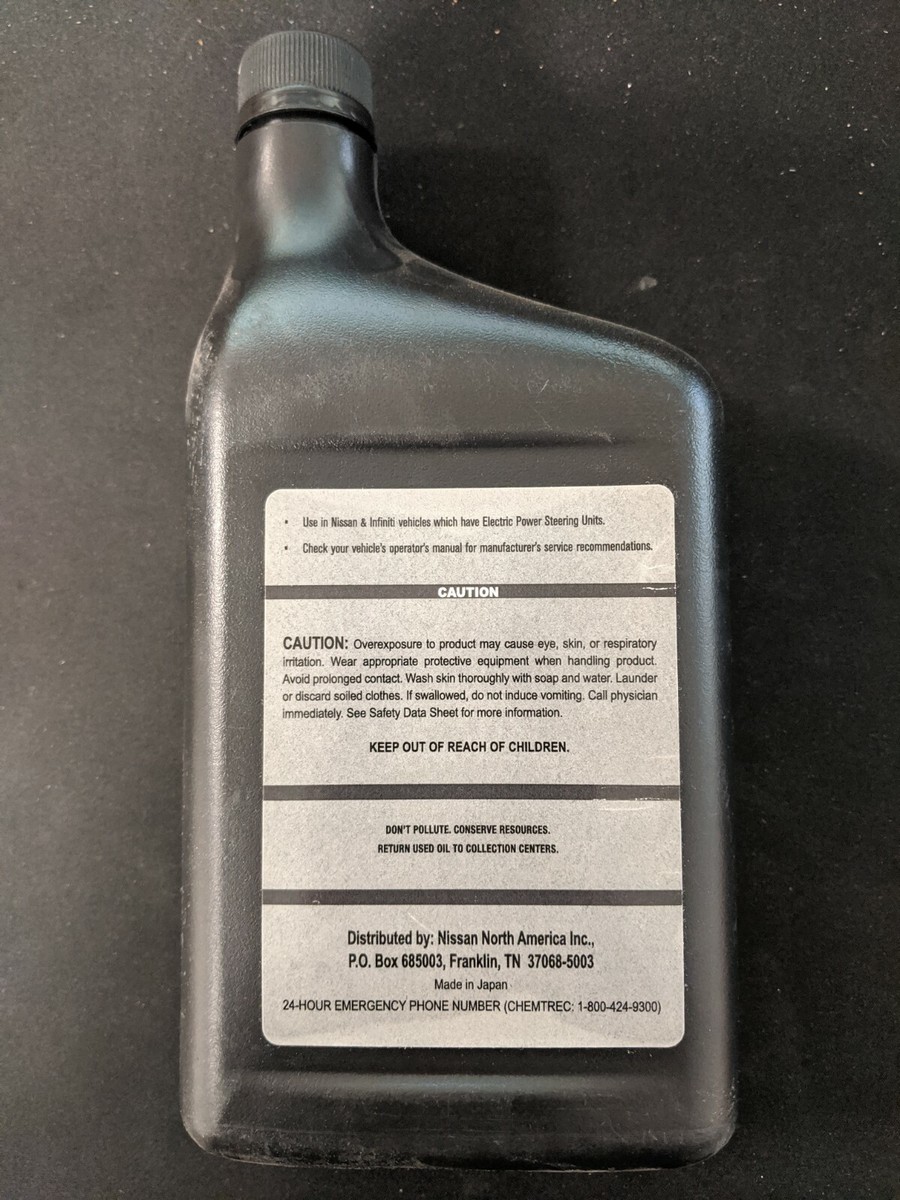 • Use in Nissan & Infiniti vehicles which have Electric Power Steering Units.
• Check your vehicle's operator's manual for manufacturer's service recommendations.
CAUTION
CAUTION: Overexposure to product may cause eye, skin, or respiratory
irritation. Wear appropriate protective equipment when handling product.
Avoid prolonged contact. Wash skin thoroughly with soap and water. Launder
or discard soiled clothes. If swallowed, do not induce vomiting. Call physician
immediately. See Safety Data Sheet for more information.
KEEP OUT OF REACH OF CHILDREN.
DON'T POLLUTE. CONSERVE RESOURCES.
RETURN USED OIL TO COLLECTION CENTERS.
Distributed by: Nissan North America Inc.,
P.O. Box 685003, Franklin, TN 37068-5003
Made in Japan
24-HOUR EMERGENCY PHONE NUMBER (CHEMTREC: 1-800-424-9300)